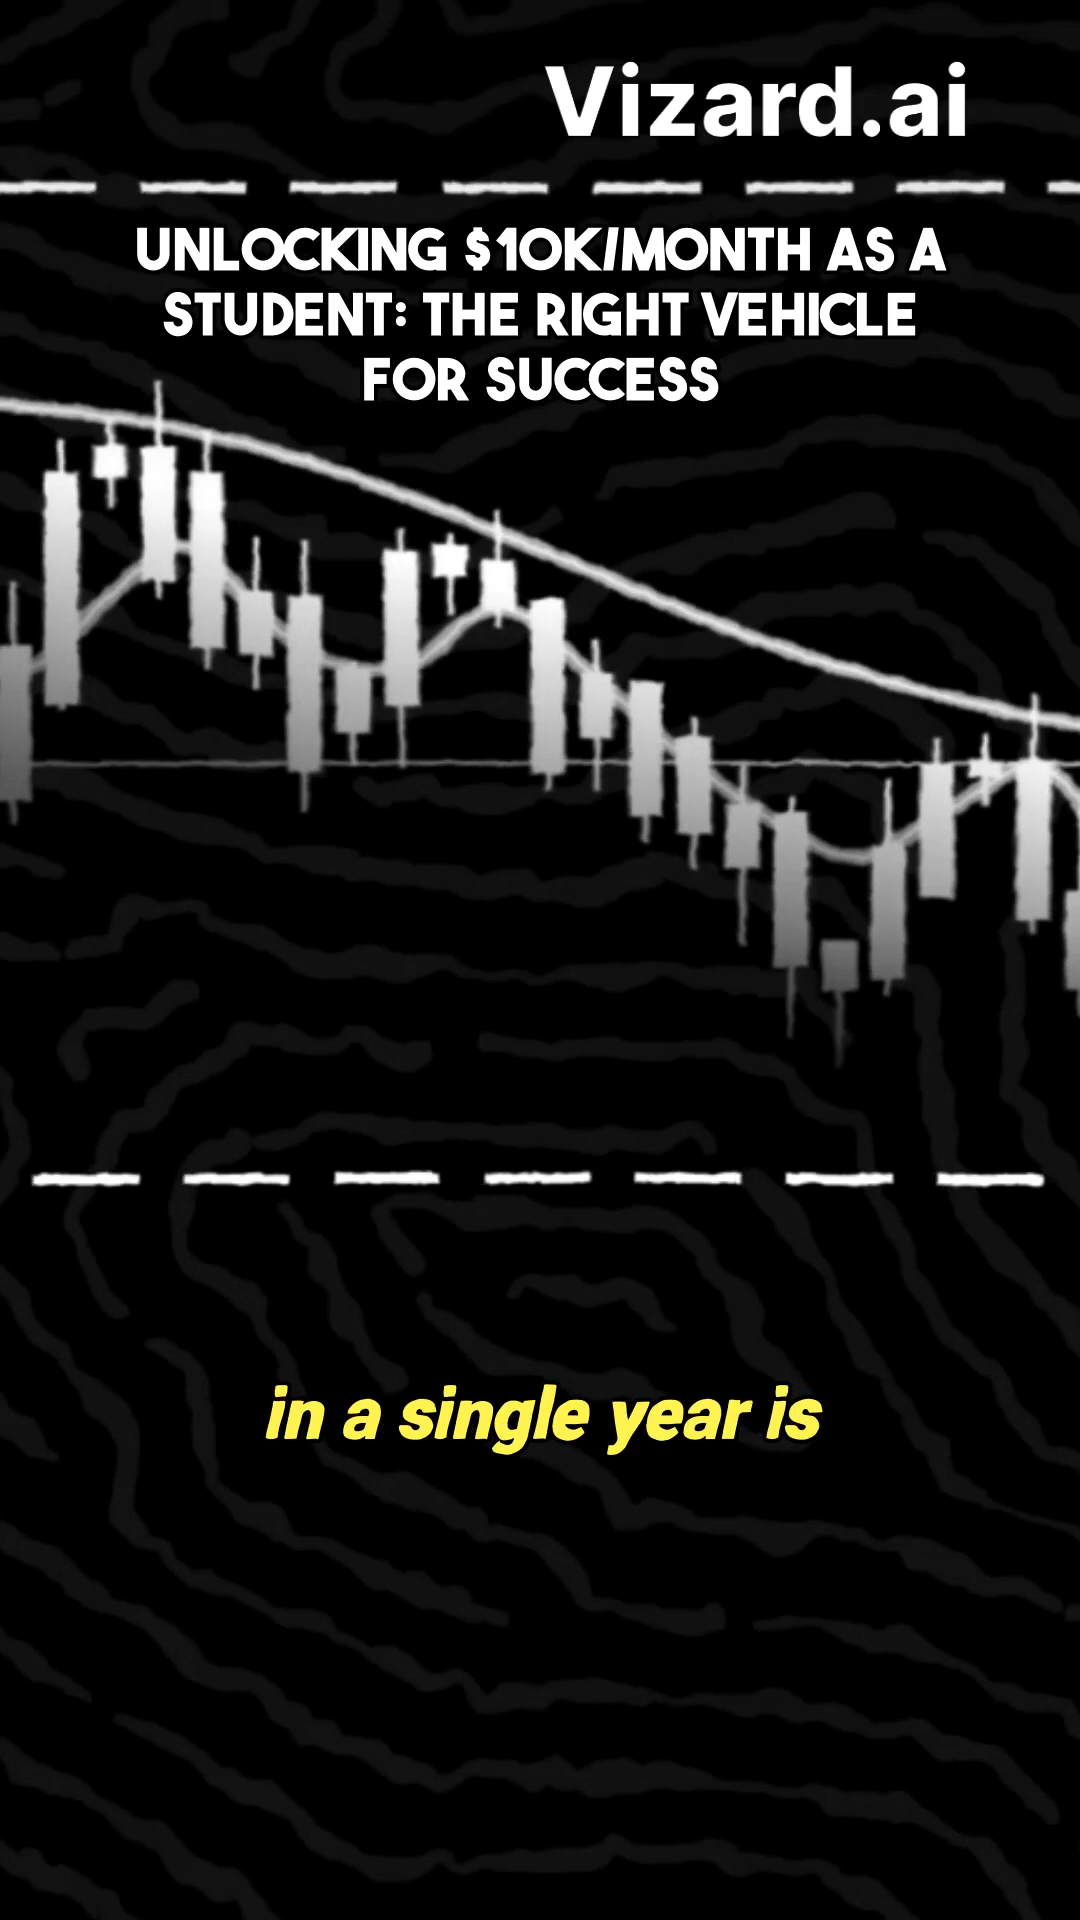 Vizard.ai
UNLOCKING $10K/MONTH AS A
STUDENT: THE RIGHT VEHICLE
FOR SUCCESS
in a single year is